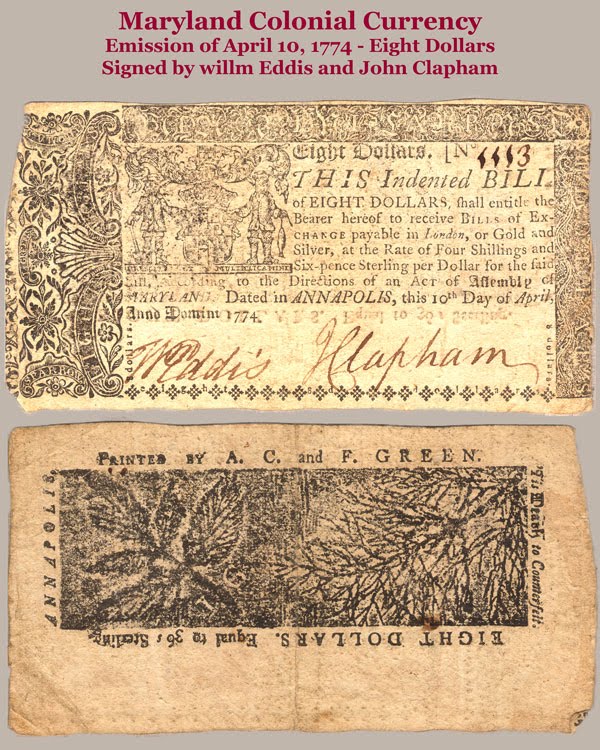 Maryland Colonial Currency
Emission of April 10, 1774 - Eight Dollars
Signed by willm Eddis and John Clapham
Eight Dollars. [No 1113
THIS Indented BILL
of EIGHT DOLLARS, shall entitle the
Bearer hereof to receive BILLS of Ex-
CHANGE payable in London, or Gold and
Silver, at the Rate of Four Shillings and
Six-pence Sterling per Dollar for the said
Bill, according to the Directions of an ACT of Assembly of
MARYLAND. Dated in ANNAPOLIS, this 10th Day of April,
Anno Domini 1774.
WEddis JClapham
dollars.
eight dollars
PRINTED BY A. C. and F. GREEN.
ANNAPOLIS,
'Tis Death to Counterfeit.
EIGHT DOLLARS. Equal to 36s Sterling.